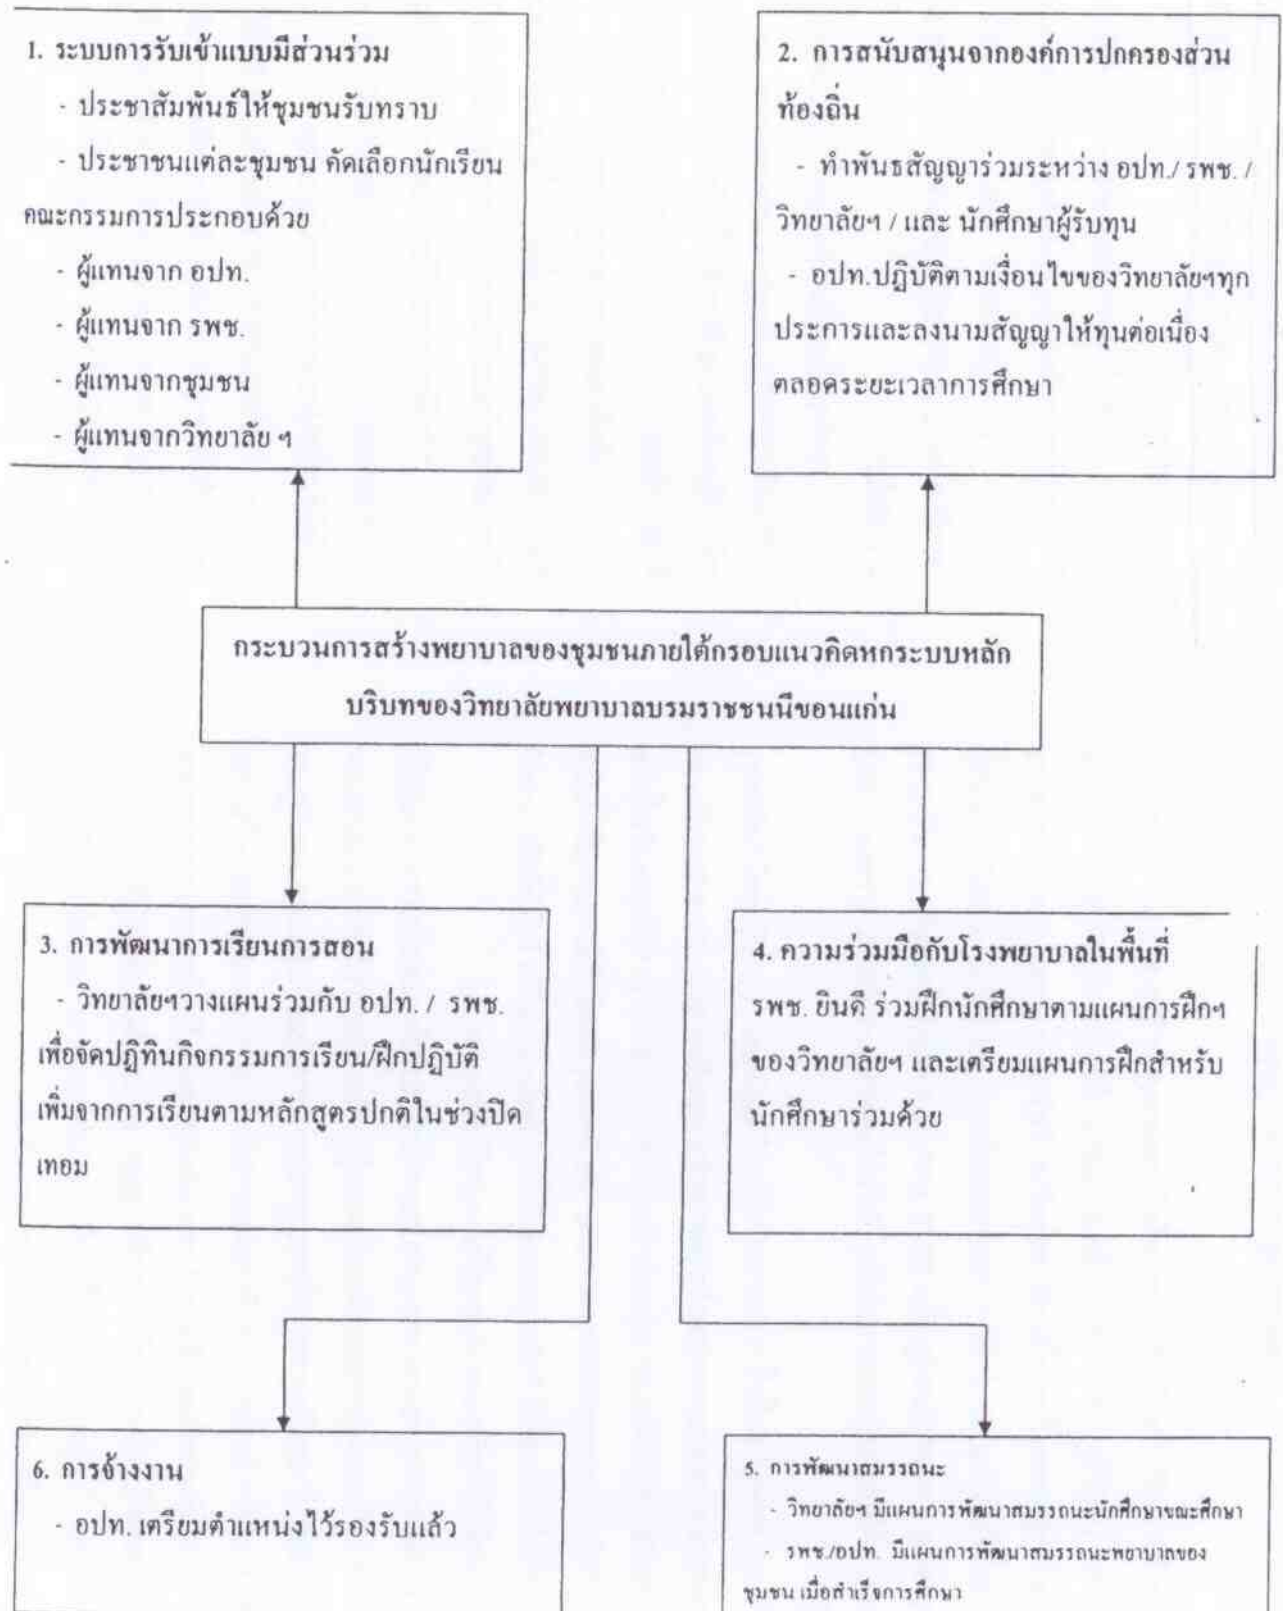 1. ระบบการรับเข้าแบบมีส่วนร่วม
- ประชาสัมพันธ์ให้ชุมชนรับทราบ
- ประชาชนแต่ละชุมชน คัดเลือกนักเรียน
คณะกรรมการประกอบด้วย
- ผู้แทนจาก อปท.
- ผู้แทนจาก รพช.
- ผู้แทนจากชุมชน
- ผู้แทนจากวิทยาลัย ฯ
2. การสนับสนุนจากองค์การปกครองส่วน
ท้องถิ่น
- ทำพันธสัญญาร่วมระหว่าง อปท./ รพช. /
วิทยาลัยฯ / และ นักศึกษาผู้รับทุน
- อปท.ปฏิบัติตามเงื่อนไขของวิทยาลัยฯทุก
ประการและลงนามสัญญาให้ทุนต่อเนื่อง
ตลอดระยะเวลาการศึกษา
กระบวนการสร้างพยาบาลของชุมชนภายใต้กรอบแนวคิดหกระบบหลัก
บริบทของวิทยาลัยพยาบาลบรมราชชนนีขอนแก่น
3. การพัฒนาการเรียนการสอน
- วิทยาลัยฯวางแผนร่วมกับ อปท. / รพช.
เพื่อจัดปฏิทินกิจกรรมการเรียน/ฝึกปฏิบัติ
เพิ่มจากการเรียนตามหลักสูตรปกติในช่วงปิด
เทอม
4. ความร่วมมือกับโรงพยาบาลในพื้นที่
รพช. ยินดี ร่วมฝึกนักศึกษาตามแผนการฝึกฯ
ของวิทยาลัยฯ และเตรียมแผนการฝึกสำหรับ
นักศึกษาร่วมด้วย
6. การจ้างงาน
- อปท. เตรียมตำแหน่งไว้รองรับแล้ว
5. การพัฒนาสมรรถนะ
- วิทยาลัยฯ มีแผนการพัฒนาสมรรถนะนักศึกษาขณะศึกษา
- รพช./อปท. มีแผนการพัฒนาสมรรถนะพยาบาลของ
ชุมชน เมื่อสำเร็จการศึกษา